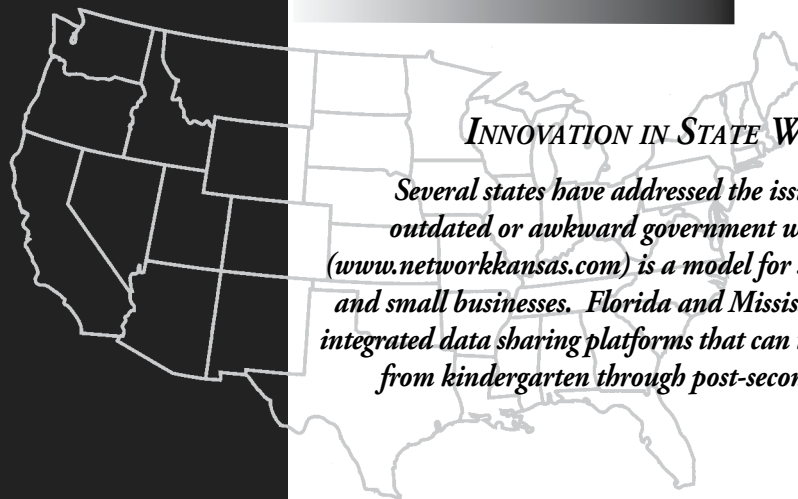 INNOVATION IN STATE W
Several states have addressed the iss
outdated or awkward government w
(www.networkkansas.com) is a model for
and small businesses. Florida and Missis
integrated data sharing platforms that can
from kindergarten through post-secon